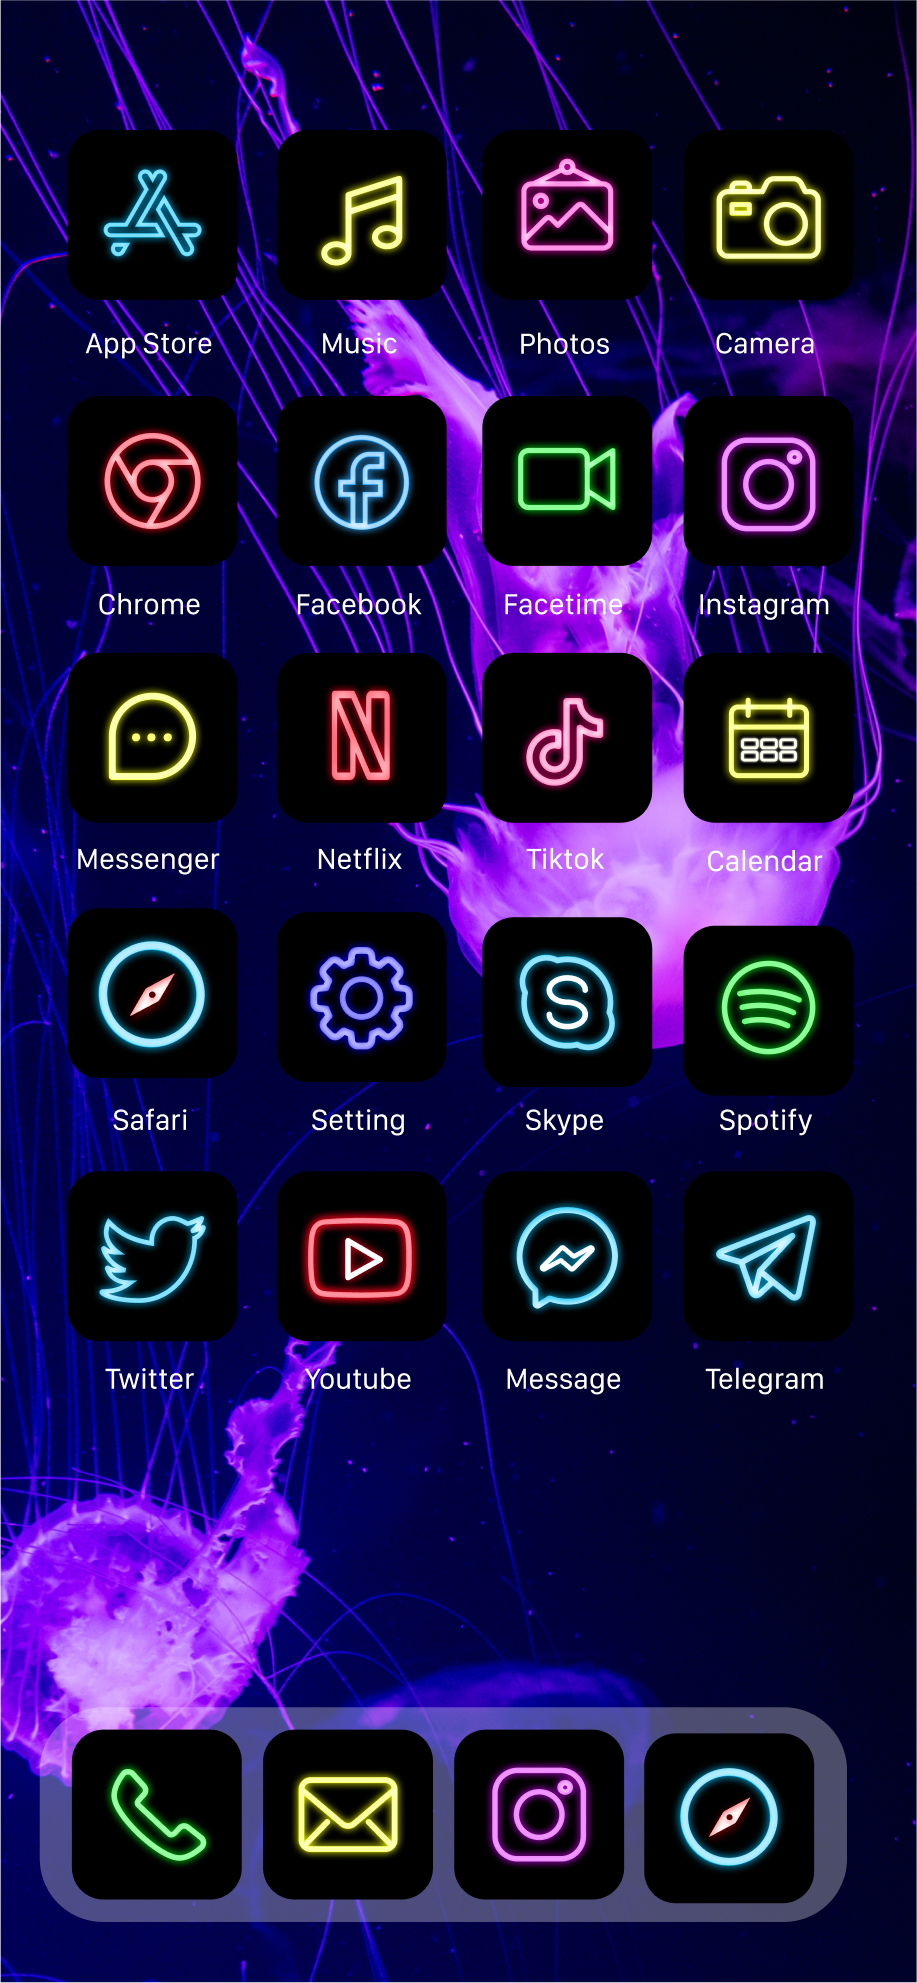 App Store
Music
Photos
Camera
Chrome
Facebook
Facetime
Instagram
Messenger
Netflix
Tiktok
Calendar
Safari
Setting
Skype
Spotify
Twitter
Youtube
Message
Telegram